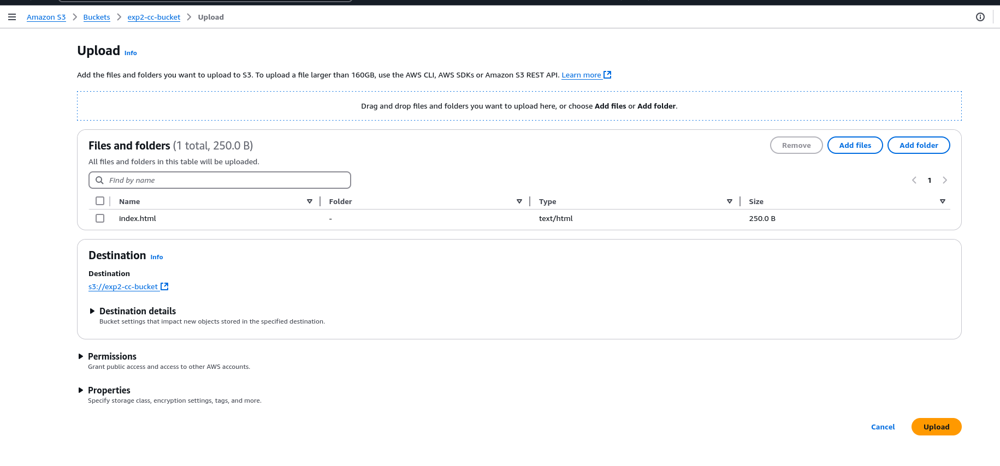 Amazon S3 > Buckets > exp2-cc-bucket > Upload
Upload Info
Add the files and folders you want to upload to S3. To upload a file larger than 160GB, use the AWS CLI, AWS SDKs or Amazon S3 REST API. Learn more
Drag and drop files and folders you want to upload here, or choose Add files or Add folder.
Files and folders (1 total, 250.0 B)
Remove Add files Add folder
All files and folders in this table will be uploaded.
Find by name
1
Name Folder Type Size
index.html - text/html 250.0 B
Destination Info
Destination
s3://exp2-cc-bucket
Destination details
Bucket settings that impact new objects stored in the specified destination.
Permissions
Grant public access and access to other AWS accounts.
Properties
Specify storage class, encryption settings, tags, and more.
Cancel Upload